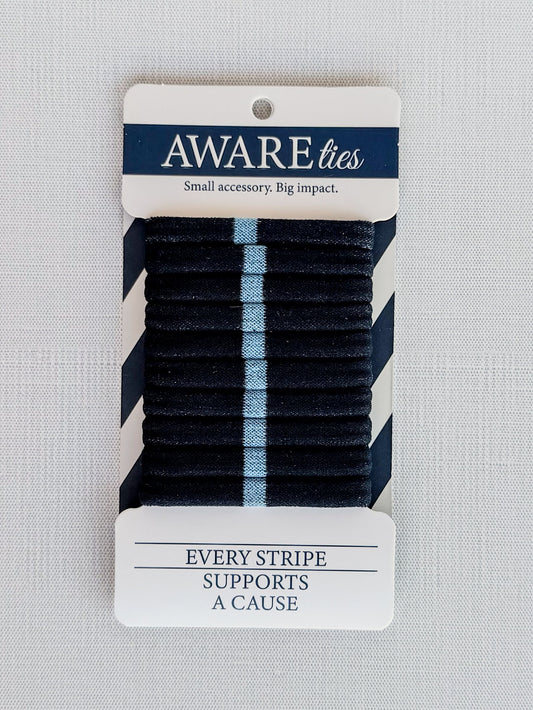 AWARE ties
Small accessory. Big impact.
EVERY STRIPE
SUPPORTS
A CAUSE